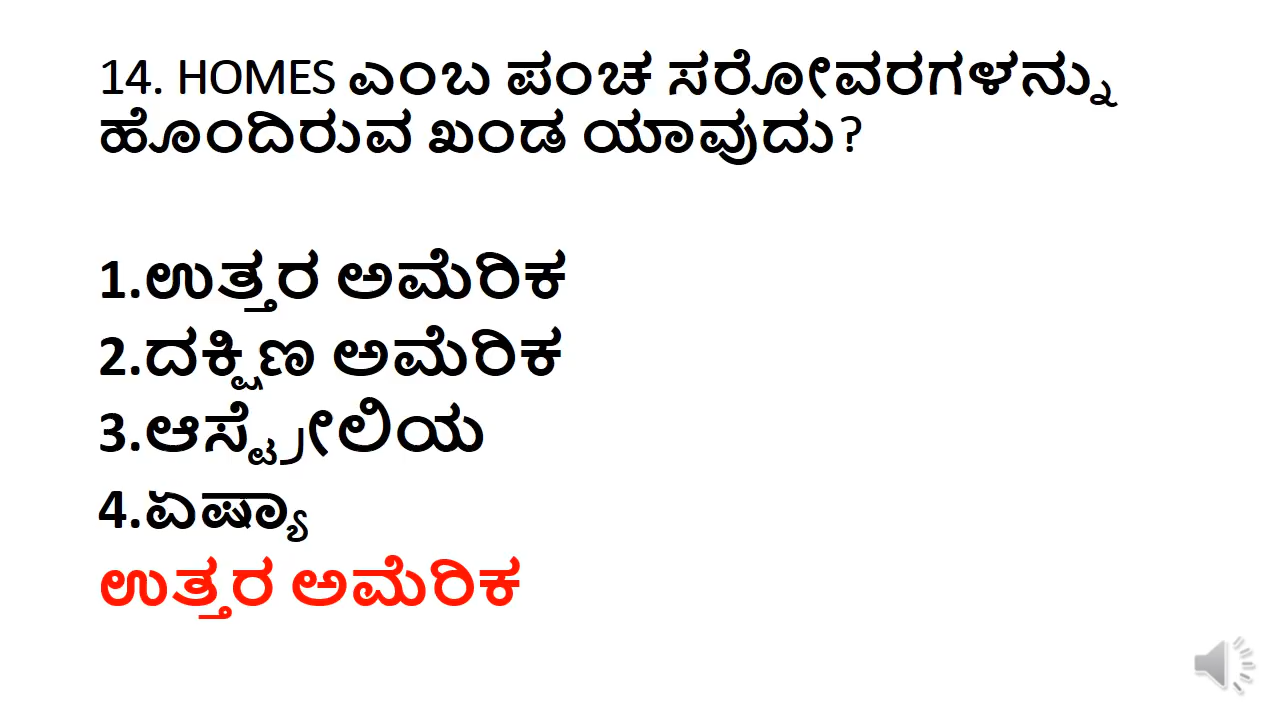 14. HOMES ಎಂಬ ಪಂಚ ಸರೋವರಗಳನ್ನು
ಹೊಂದಿರುವ ಖಂಡ ಯಾವುದು?
1.ಉತ್ತರ ಅಮೆರಿಕ
2.ದಕ್ಷಿಣ ಅಮೆರಿಕ
3.ಆಸ್ಟ್ರೇಲಿಯ
4.ಏಷ್ಯಾ
ಉತ್ತರ ಅಮೆರಿಕ